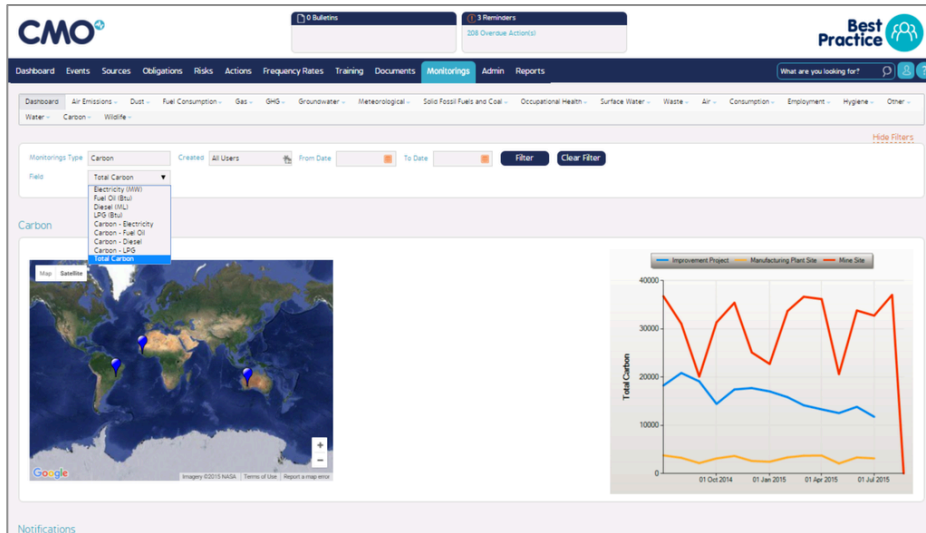 CMO
0 Bulletins
3 Reminders
208 Overdue Action(s)
Best
Practice
Dashboard Events Sources Obligations Risks Actions Frequency Rates Training Documents Monitorings Admin Reports
What are you looking for?
?
Dashboard Air Emissions Dust Fuel Consumption Gas GHG Groundwater Meteorological Solid Fossil Fuels and Coal Occupational Health Surface Water Waste Air Consumption Employment Hygiene Other
Water Carbon Wildlife
Hide Filters
Monitorings Type Carbon Created All Users From Date To Date Filter Clear Filter
Field Total Carbon
Electricity (MW)
Fuel Oil (Btu)
Diesel (ML)
LPG (Btu)
Carbon - Electricity
Carbon - Fuel Oil
Carbon - Diesel
Carbon - LPG
Total Carbon
Carbon
Map Satellite
+
−
Google
Imagery ©2015 NASA Terms of Use Report a map error
Improvement Project Manufacturing Plant Site Mine Site
40000
30000
20000
10000
0
Total Carbon
01 Oct 2014 01 Jan 2015 01 Apr 2015 01 Jul 2015
Notifications